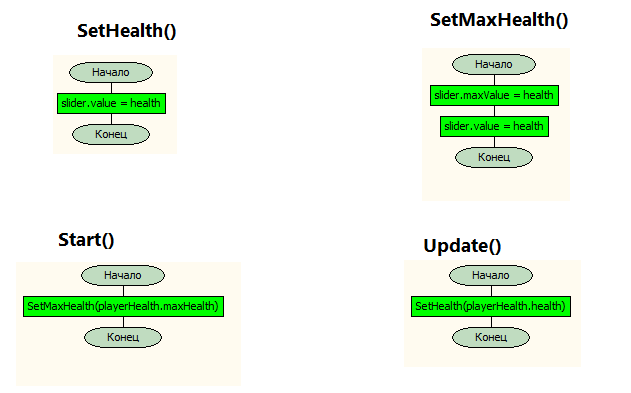 SetHealth()
Начало
slider.value = health
Конец
SetMaxHealth()
Начало
slider.maxValue = health
slider.value = health
Конец
Start()
Начало
SetMaxHealth(playerHealth.maxHealth)
Конец
Update()
Начало
SetHealth(playerHealth.health)
Конец